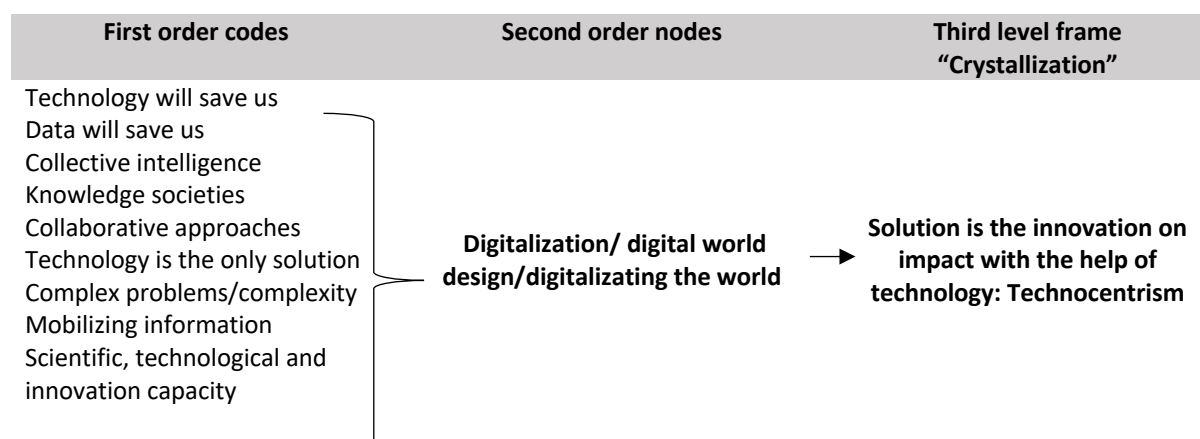 First order codes
Second order nodes
Third level frame
“Crystallization”
Technology will save us
Data will save us
Collective intelligence
Knowledge societies
Collaborative approaches
Technology is the only solution
Complex problems/complexity
Mobilizing information
Scientific, technological and
innovation capacity
Digitalization/ digital world
design/digitalizating the world
Solution is the innovation on
impact with the help of
technology: Technocentrism